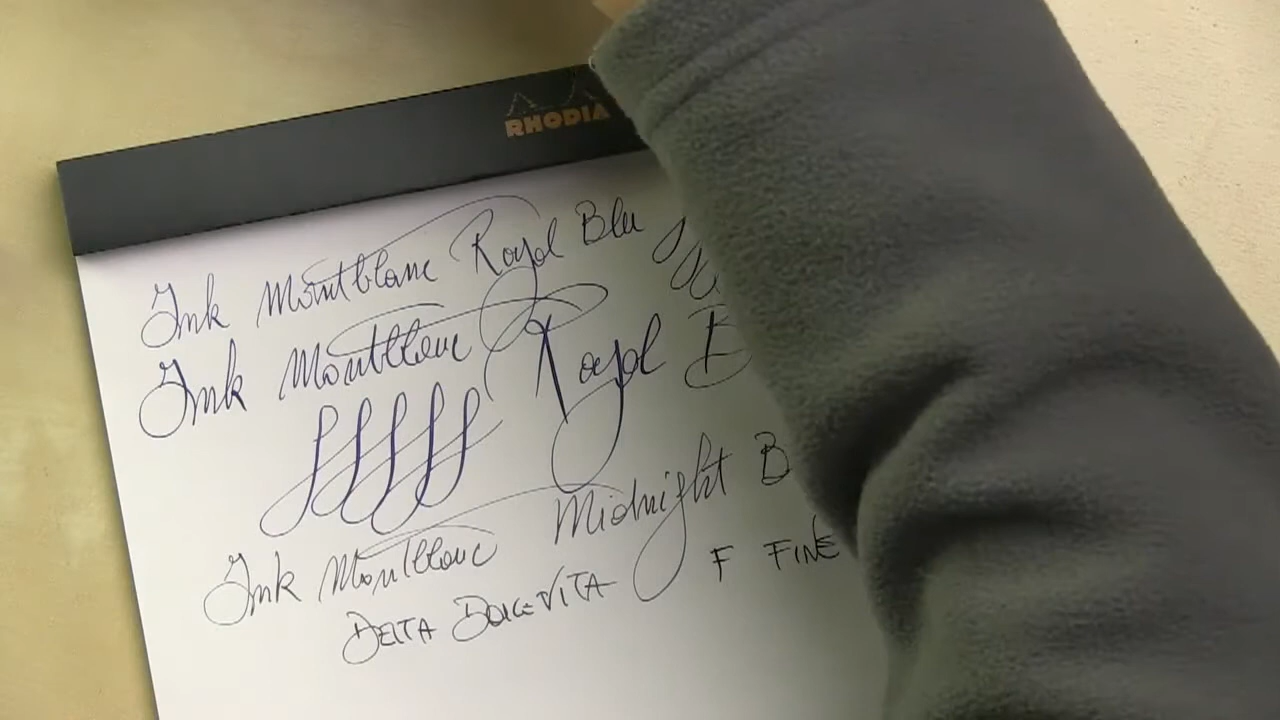 RHODIA
Ink Montblanc Royal Blu
Ink Montblanc Royal B
Ink Montblanc Midnight B
DELTA DOLCEVITA F FINE